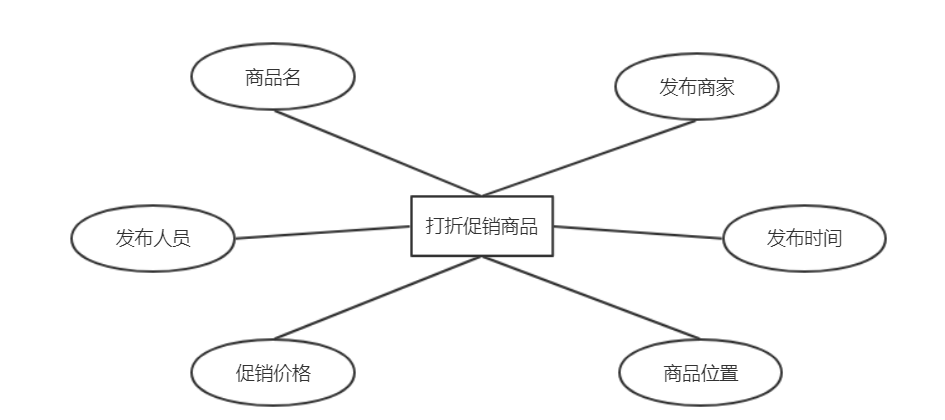 商品名
发布商家
打折促销商品
发布人员
发布时间
促销价格
商品位置